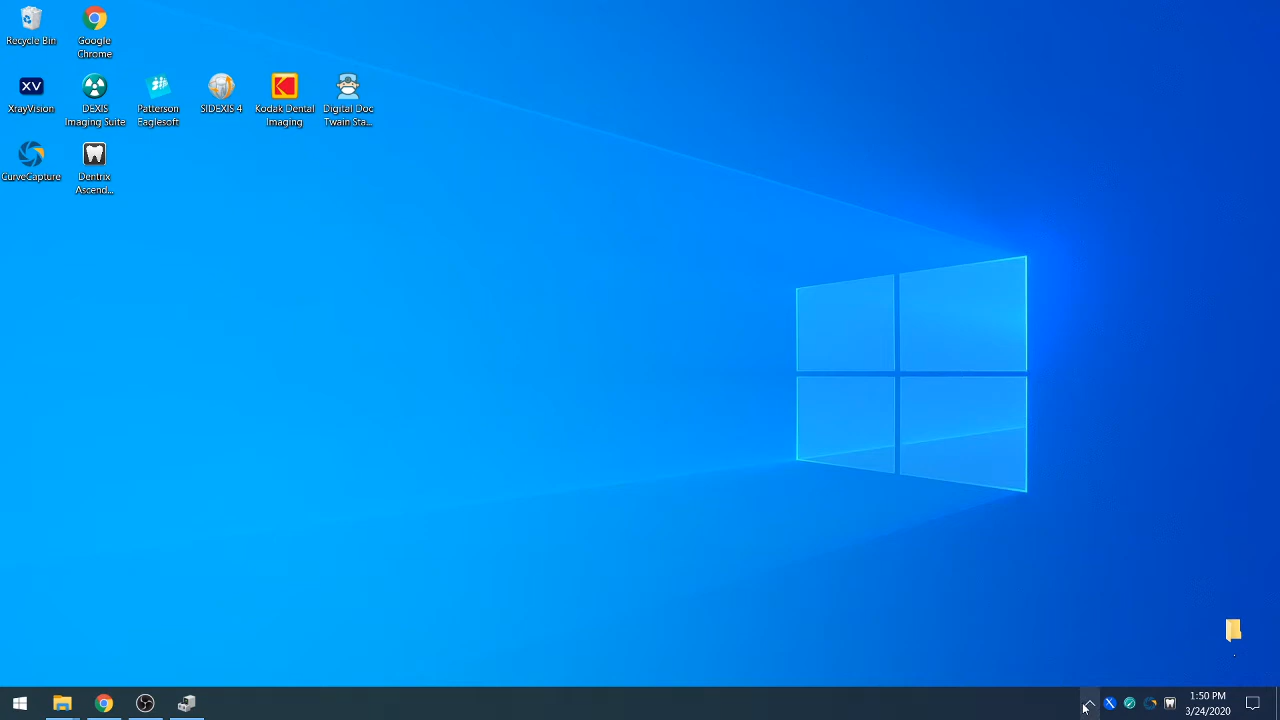 Recycle Bin
Google
Chrome
XV
XrayVision
DEXIS
Imaging Suite
Patterson
Eaglesoft
SIDEXIS 4
Kodak Dental
Imaging
Digital Doc
Twain Sta...
CurveCapture
Dentrix
Ascend...
.
1:50 PM
3/24/2020